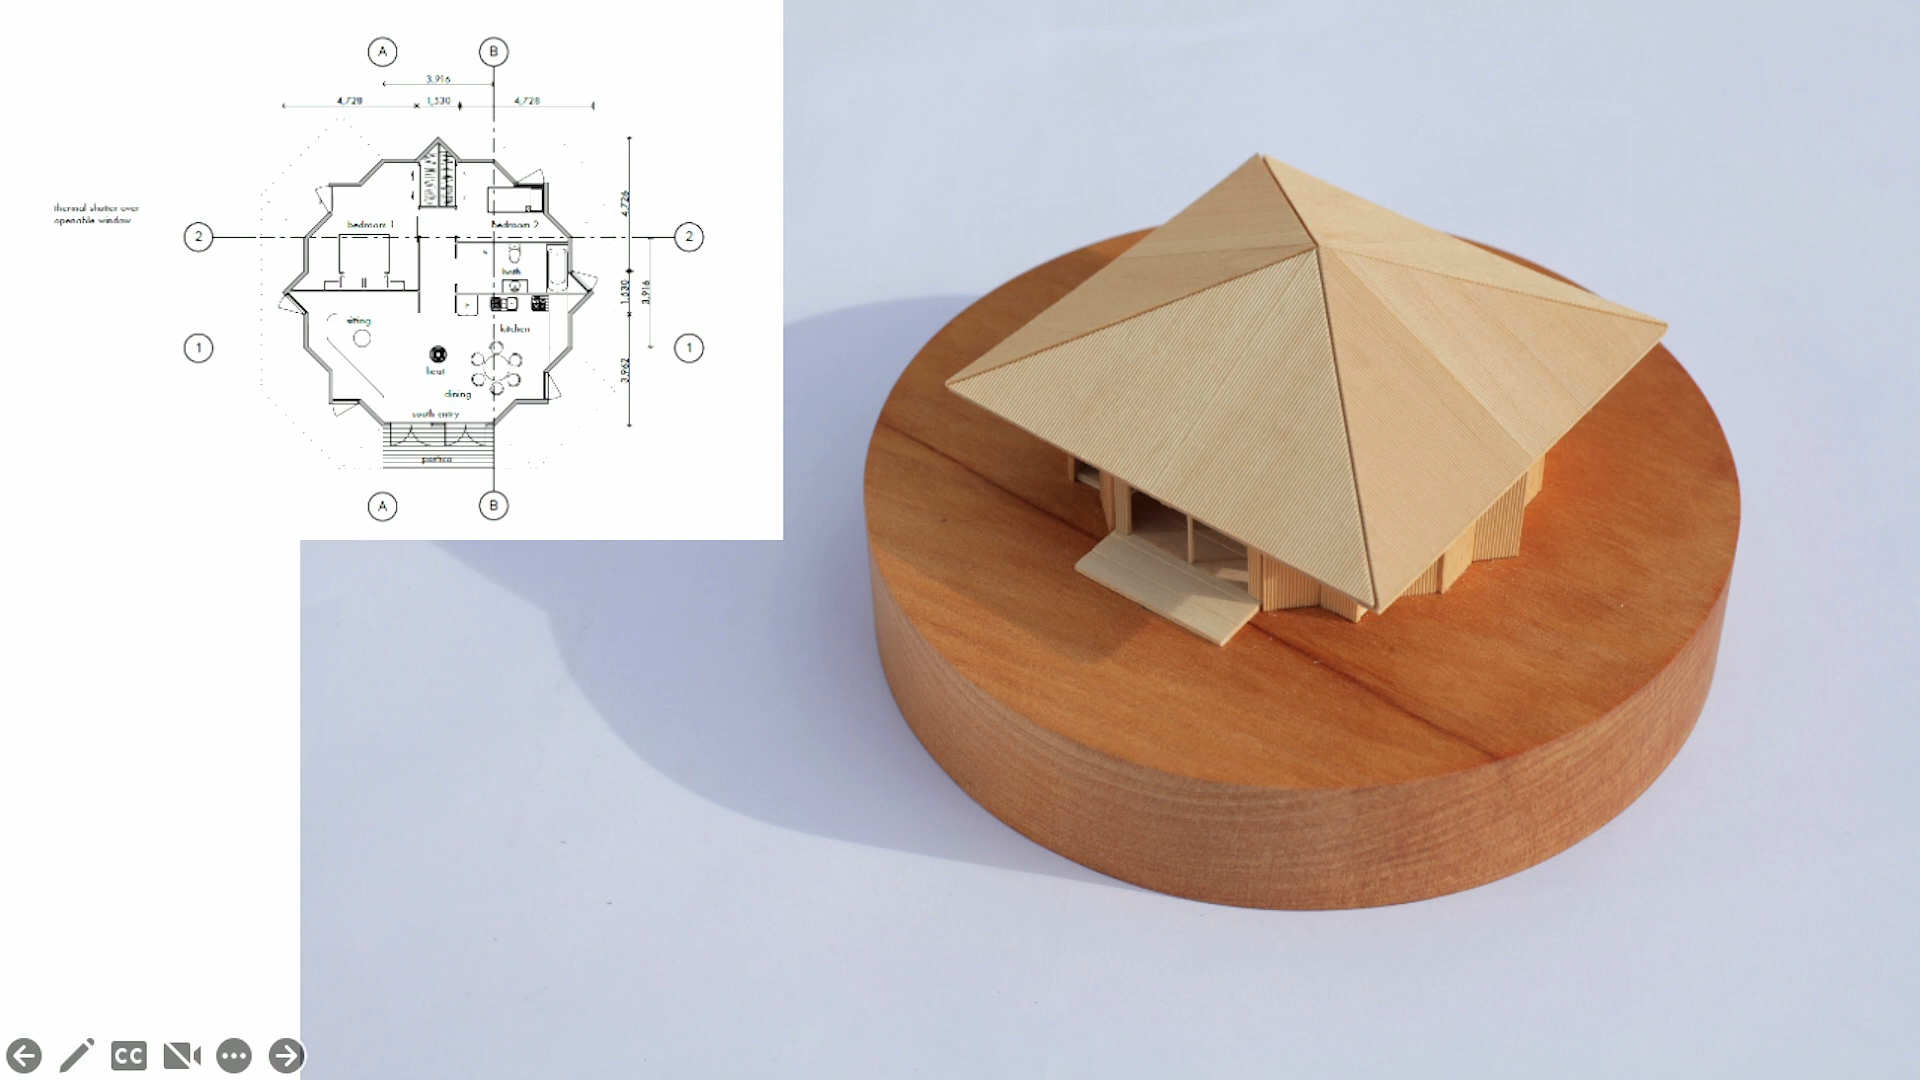 A
B
3,916
4,728
1,530
4,728
4,726
thermal shutter over
openable window
bedroom 1
bedroom 2
2
2
bath
1,530
3,916
sitting
kitchen
1
1
heat
3,962
dining
south entry
portico
A
B
CC